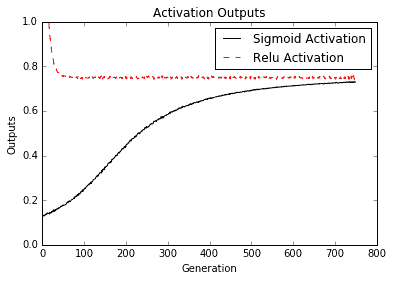 Activation Outputs
Sigmoid Activation
Relu Activation
1.0
0.8
0.6
0.4
0.2
0.0
Outputs
0 100 200 300 400 500 600 700 800
Generation